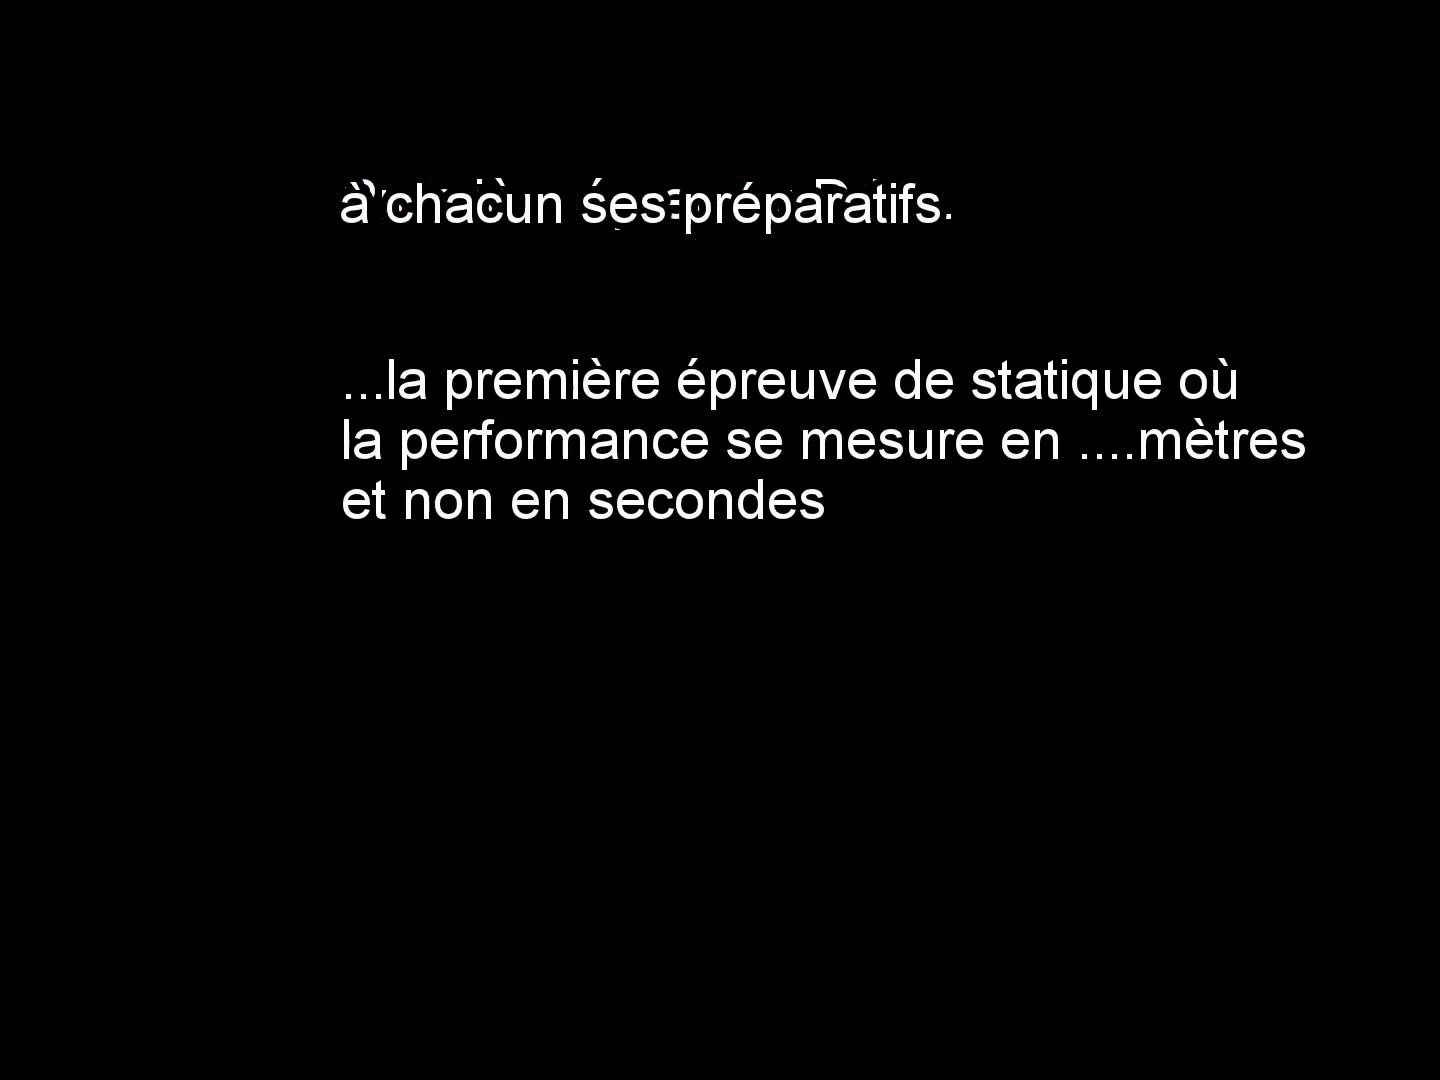 à chacun ses préparatifs.
...la première épreuve de statique où
la performance se mesure en ....mètres
et non en secondes